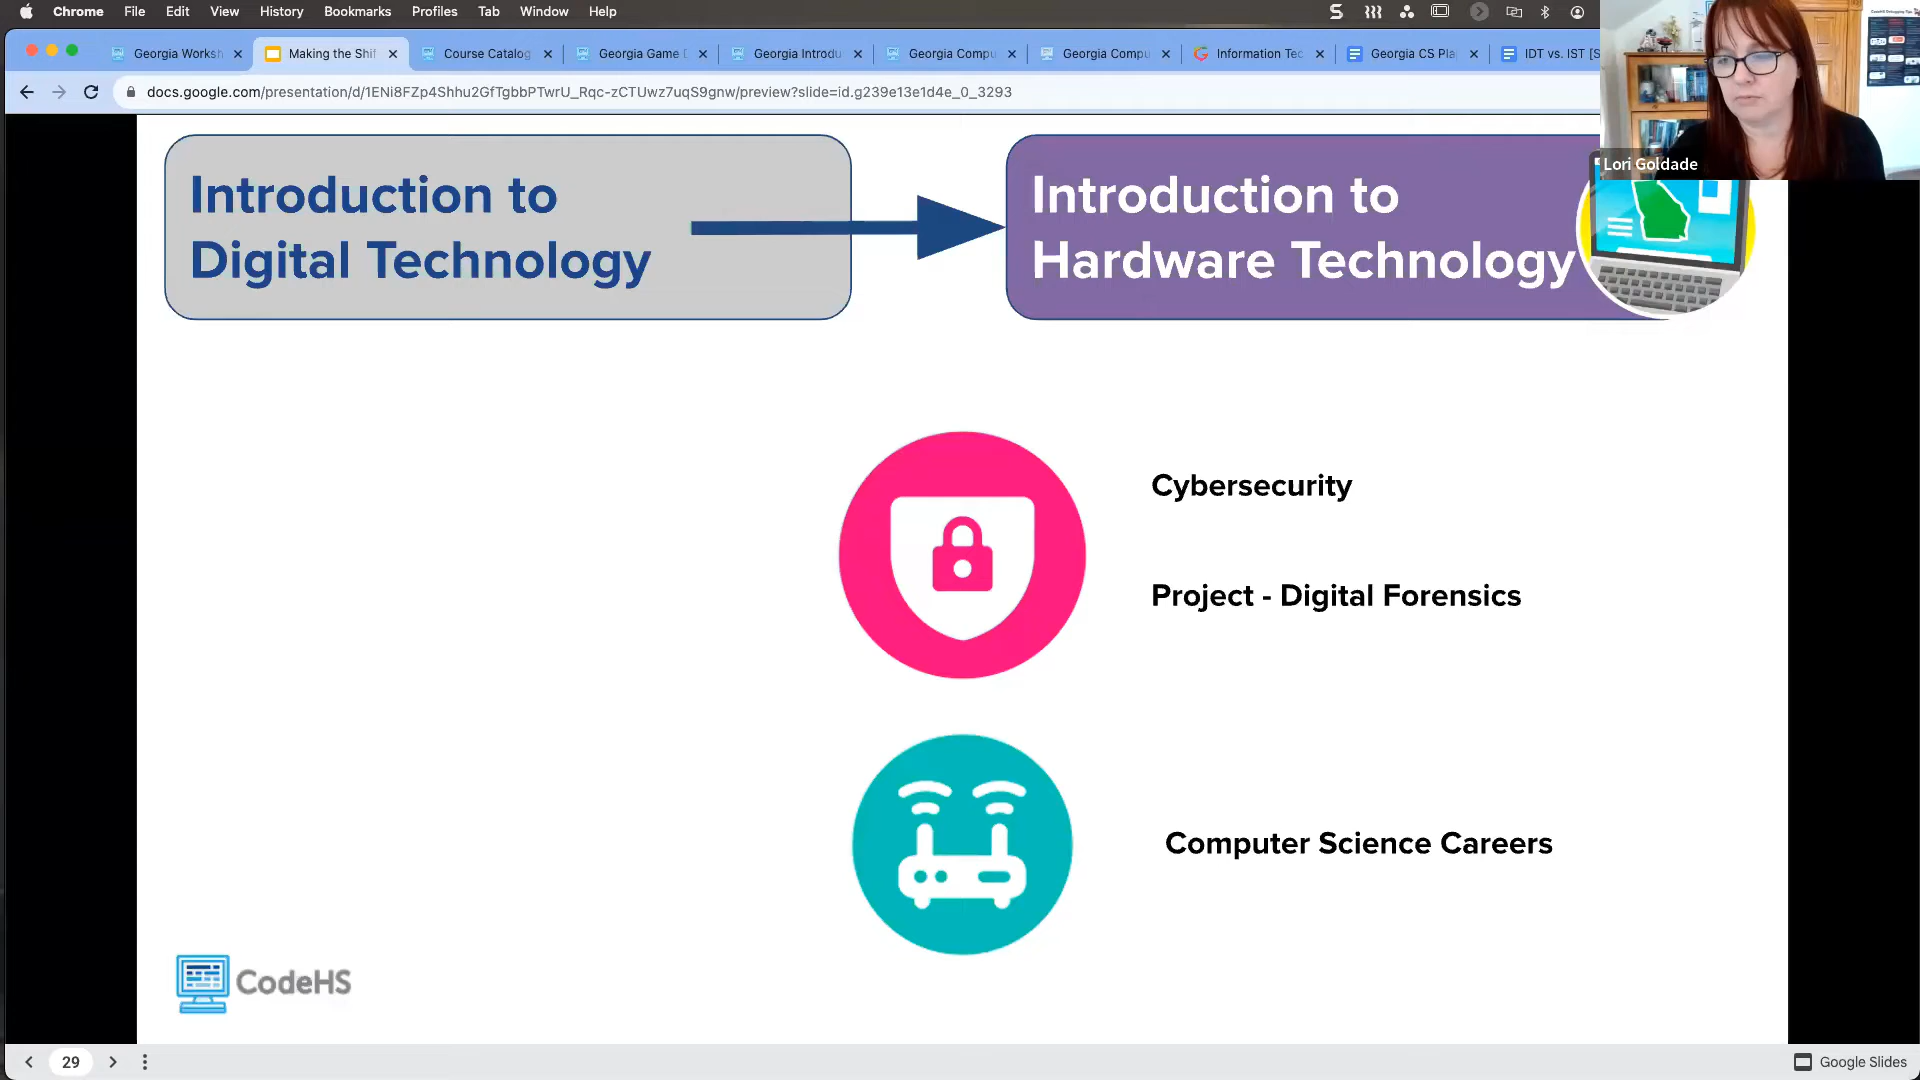 Chrome File Edit View History Bookmarks Profiles Tab Window Help
Georgia Worksh
Making the Shif
Course Catalog
Georgia Game D
Georgia Introdu
Georgia Compu
Georgia Compu
Information Tec
Georgia CS Pla
IDT vs. IST [S
docs.google.com/presentation/d/1ENi8FZp4Shhu2GfTgbbPTwrU_Rqc-zCTUwz7uqS9gnw/preview?slide=id.g239e13e1d4e_0_3293
Lori Goldade
Introduction to
Digital Technology
Introduction to
Hardware Technology
Cybersecurity
Project - Digital Forensics
Computer Science Careers
CodeHS
29
Google Slides